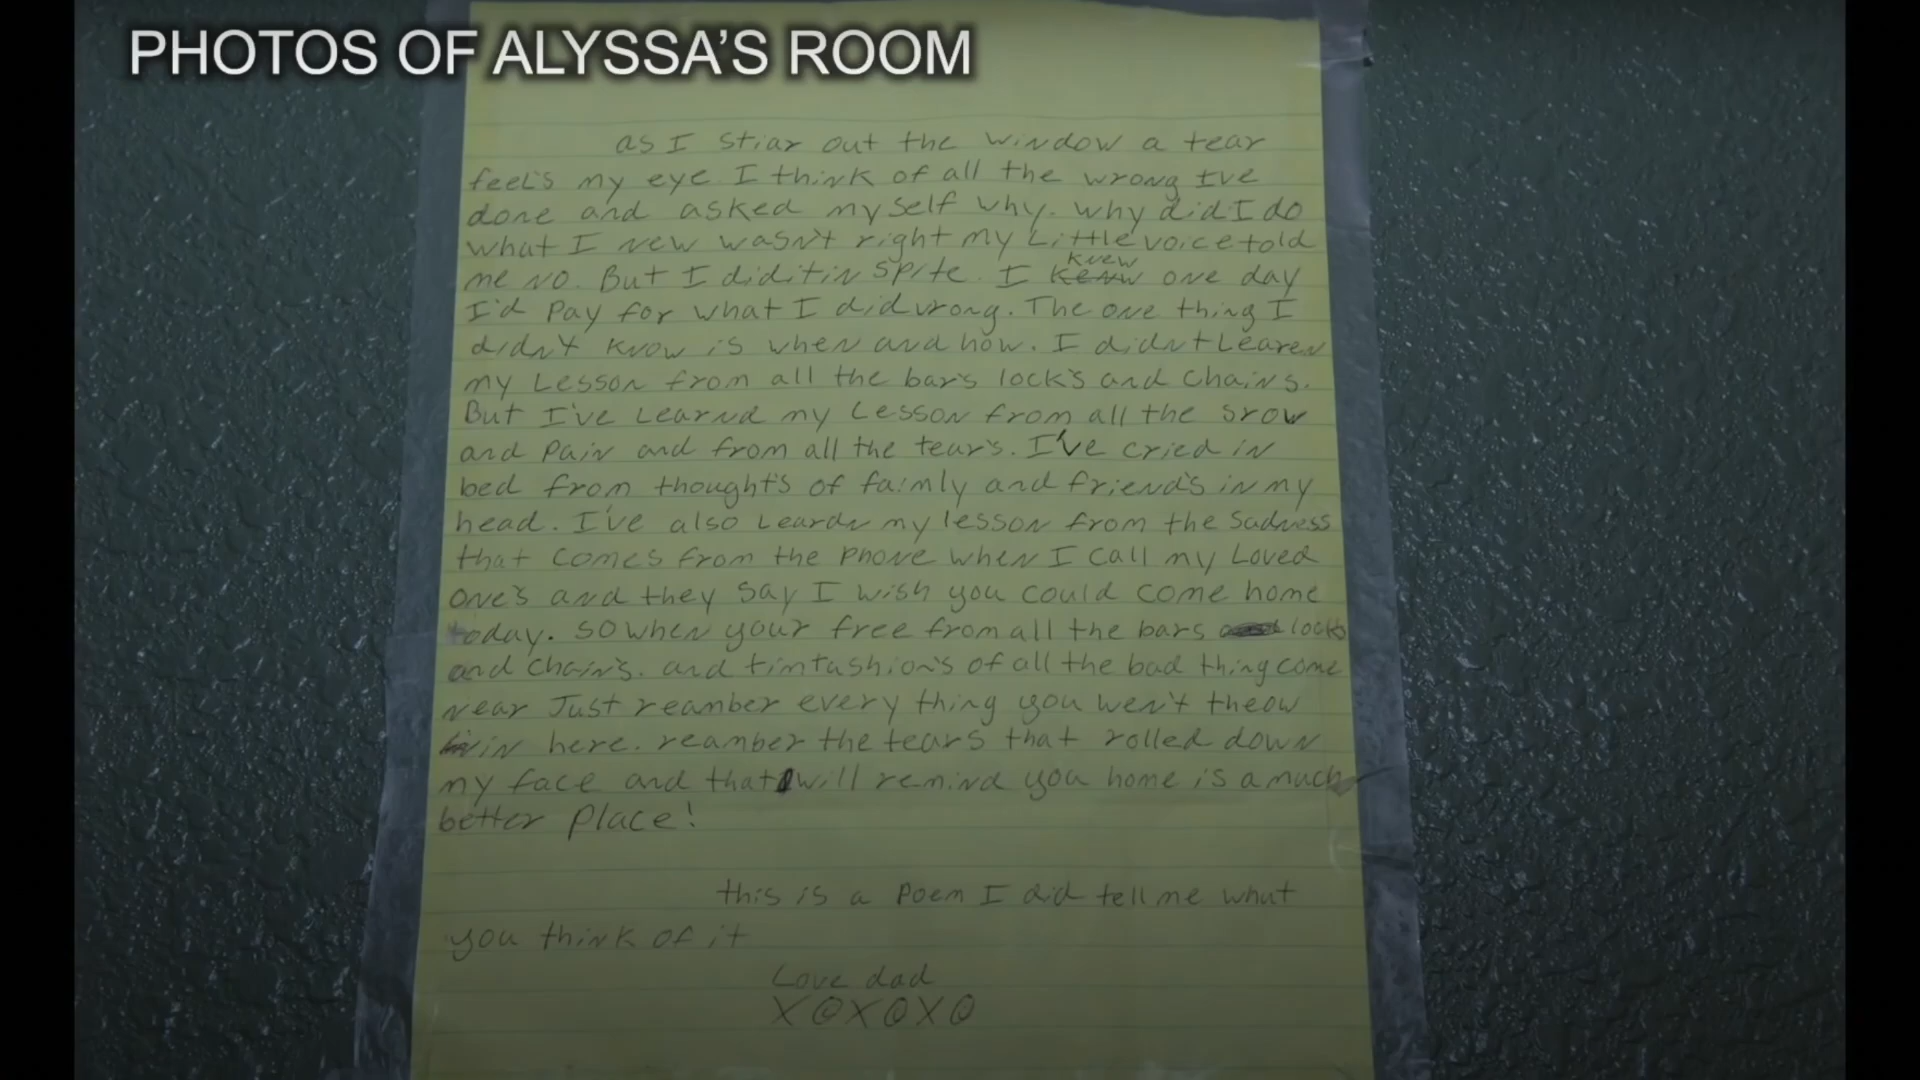 PHOTOS OF ALYSSA'S ROOM
as I stiar out the window a tear
feel's my eye I think of all the wrong I've
done and asked myself why. why did I do
what I new wasn't right my little voice told
me no. But I did it in spite. I knew one day
I'd pay for what I did wrong. The one thing I
didn't know is when and how. I didn't Learen
my Lesson from all the bar's lock's and chains.
But I've Learnd my Lesson from all the srow
and pain and from all the tear's. I've cried in
bed from thought's of faimly and friend's in my
head. I've also Leardn my lesson from the sadness
that comes from the phone when I call my Loved
one's and they say I wish you could come home
today. so when your free from all the bars locks
and chain's. and timtashion's of all the bad thing come
near Just reamber every thing you wen't theow
in here. reamber the tears that rolled down
my face and that will remind you home is a much
better place!
this is a poem I did tell me what
you think of it
Love dad
XOXOXO